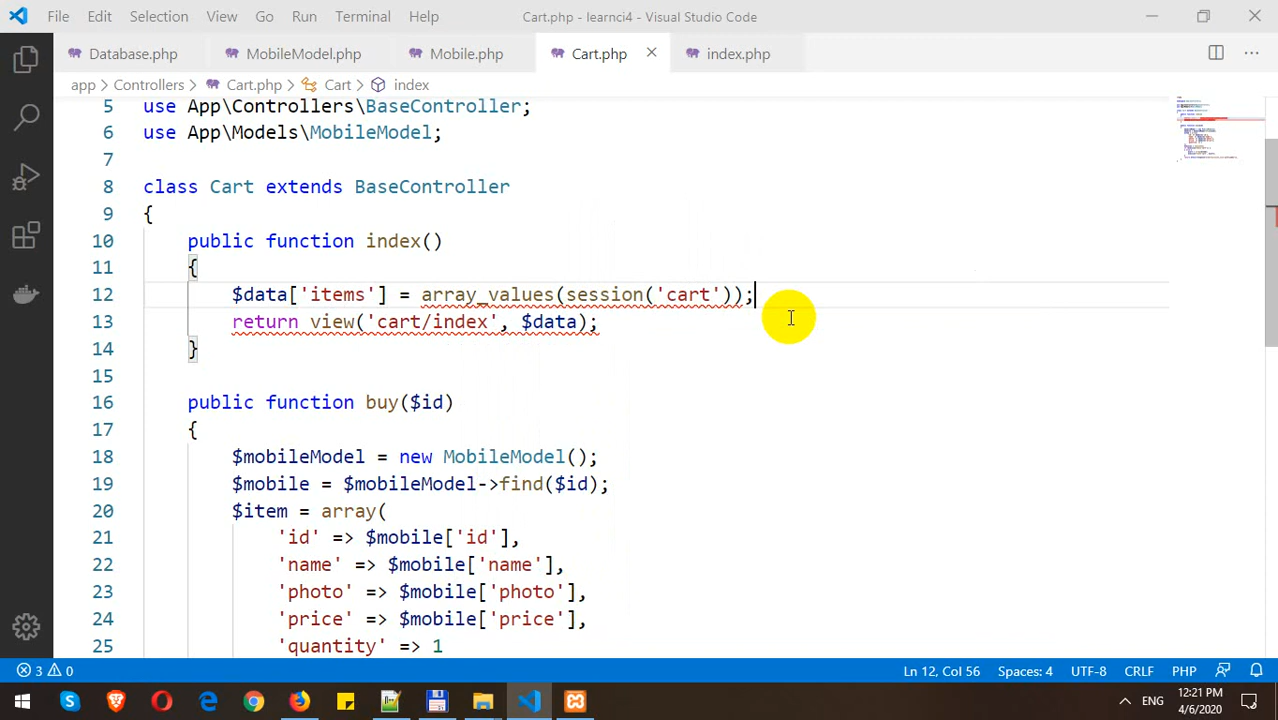 File Edit Selection View Go Run Terminal Help Cart.php - learnci4 - Visual Studio Code
Database.php MobileModel.php Mobile.php Cart.php index.php
app > Controllers > Cart.php > Cart > index
5 use App\Controllers\BaseController;
6 use App\Models\MobileModel;
7
8 class Cart extends BaseController
9 {
10 public function index()
11 {
12 $data['items'] = array_values(session('cart'));
13 return view('cart/index', $data);
14 }
15
16 public function buy($id)
17 {
18 $mobileModel = new MobileModel();
19 $mobile = $mobileModel->find($id);
20 $item = array(
21 'id' => $mobile['id'],
22 'name' => $mobile['name'],
23 'photo' => $mobile['photo'],
24 'price' => $mobile['price'],
25 'quantity' => 1
3 0 Ln 12, Col 56 Spaces: 4 UTF-8 CRLF PHP
ENG 12:21 PM
4/6/2020